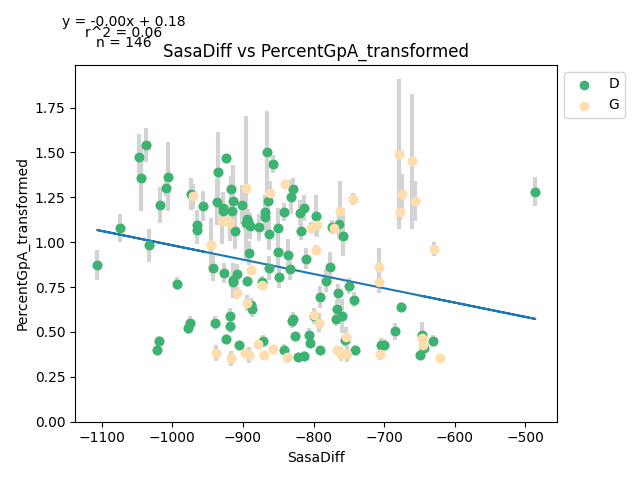 y = -0.00x + 0.18
r^2 = 0.06
n = 146
SasaDiff vs PercentGpA_transformed
D
G
PercentGpA_transformed
1.75
1.50
1.25
1.00
0.75
0.50
0.25
0.00
−1100 −1000 −900 −800 −700 −600 −500
SasaDiff